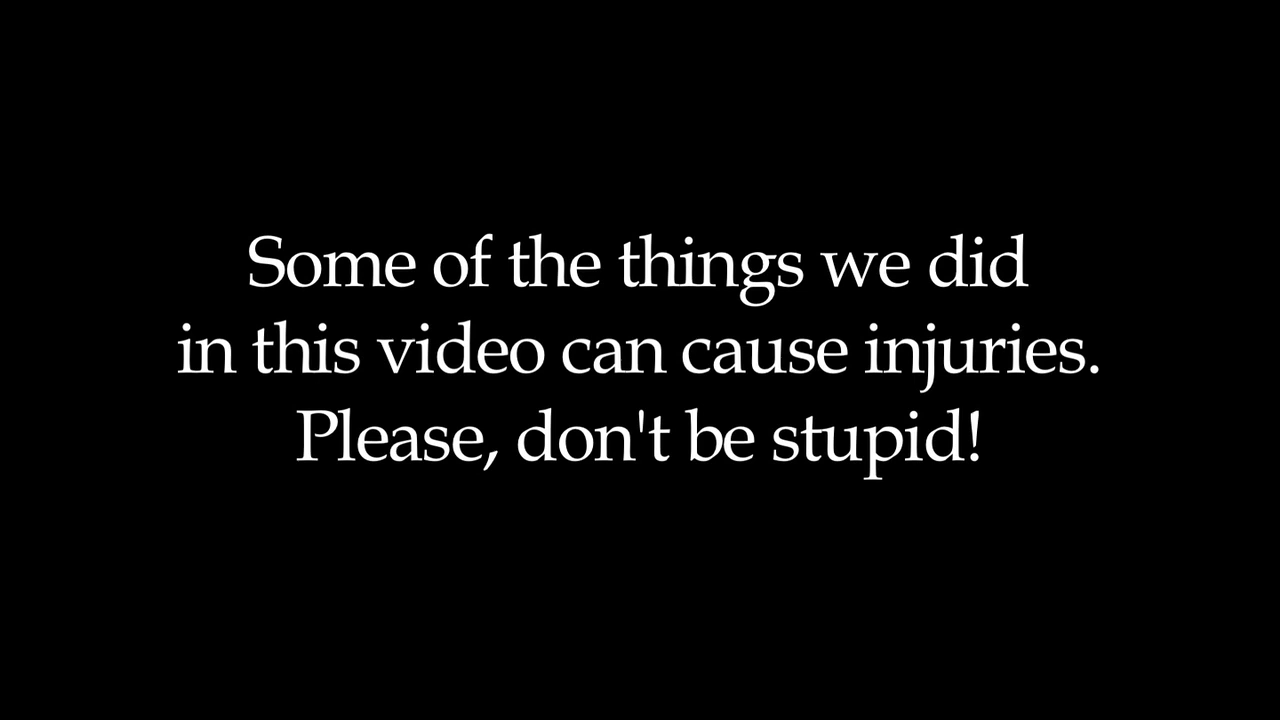 Some of the things we did
in this video can cause injuries.
Please, don't be stupid!